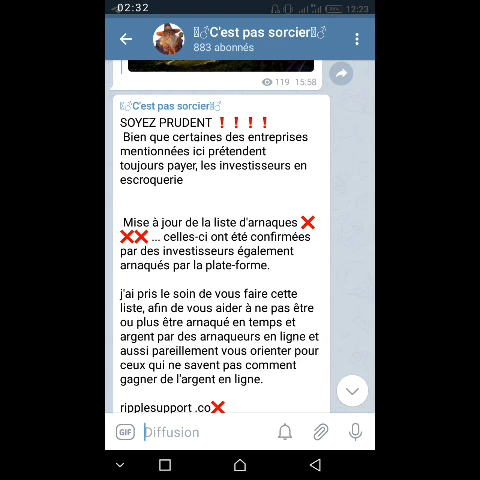 02:32
12:23
C'est pas sorcier
883 abonnés
119 15:58
C'est pas sorcier
SOYEZ PRUDENT ❗❗❗❗
Bien que certaines des entreprises
mentionnées ici prétendent
toujours payer, les investisseurs en
escroquerie
Mise à jour de la liste d'arnaques ❌
❌❌ ... celles-ci ont été confirmées
par des investisseurs également
arnaqués par la plate-forme.
j'ai pris le soin de vous faire cette
liste, afin de vous aider à ne pas être
ou plus être arnaqué en temps et
argent par des arnaqueurs en ligne et
aussi pareillement vous orienter pour
ceux qui ne savent pas comment
gagner de l'argent en ligne.
ripplesupport .co❌
GIF Diffusion